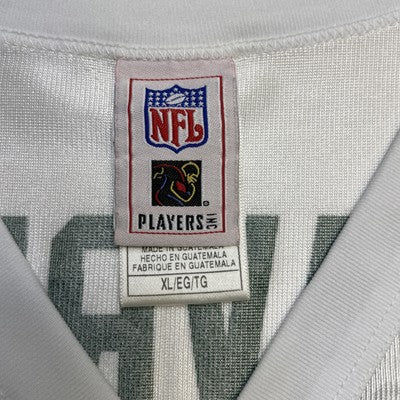 NFL
PLAYERS INC
MADE IN GUATEMALA
HECHO EN GUATEMALA
FABRIQUE EN GUATEMALA
XL/EG/TG